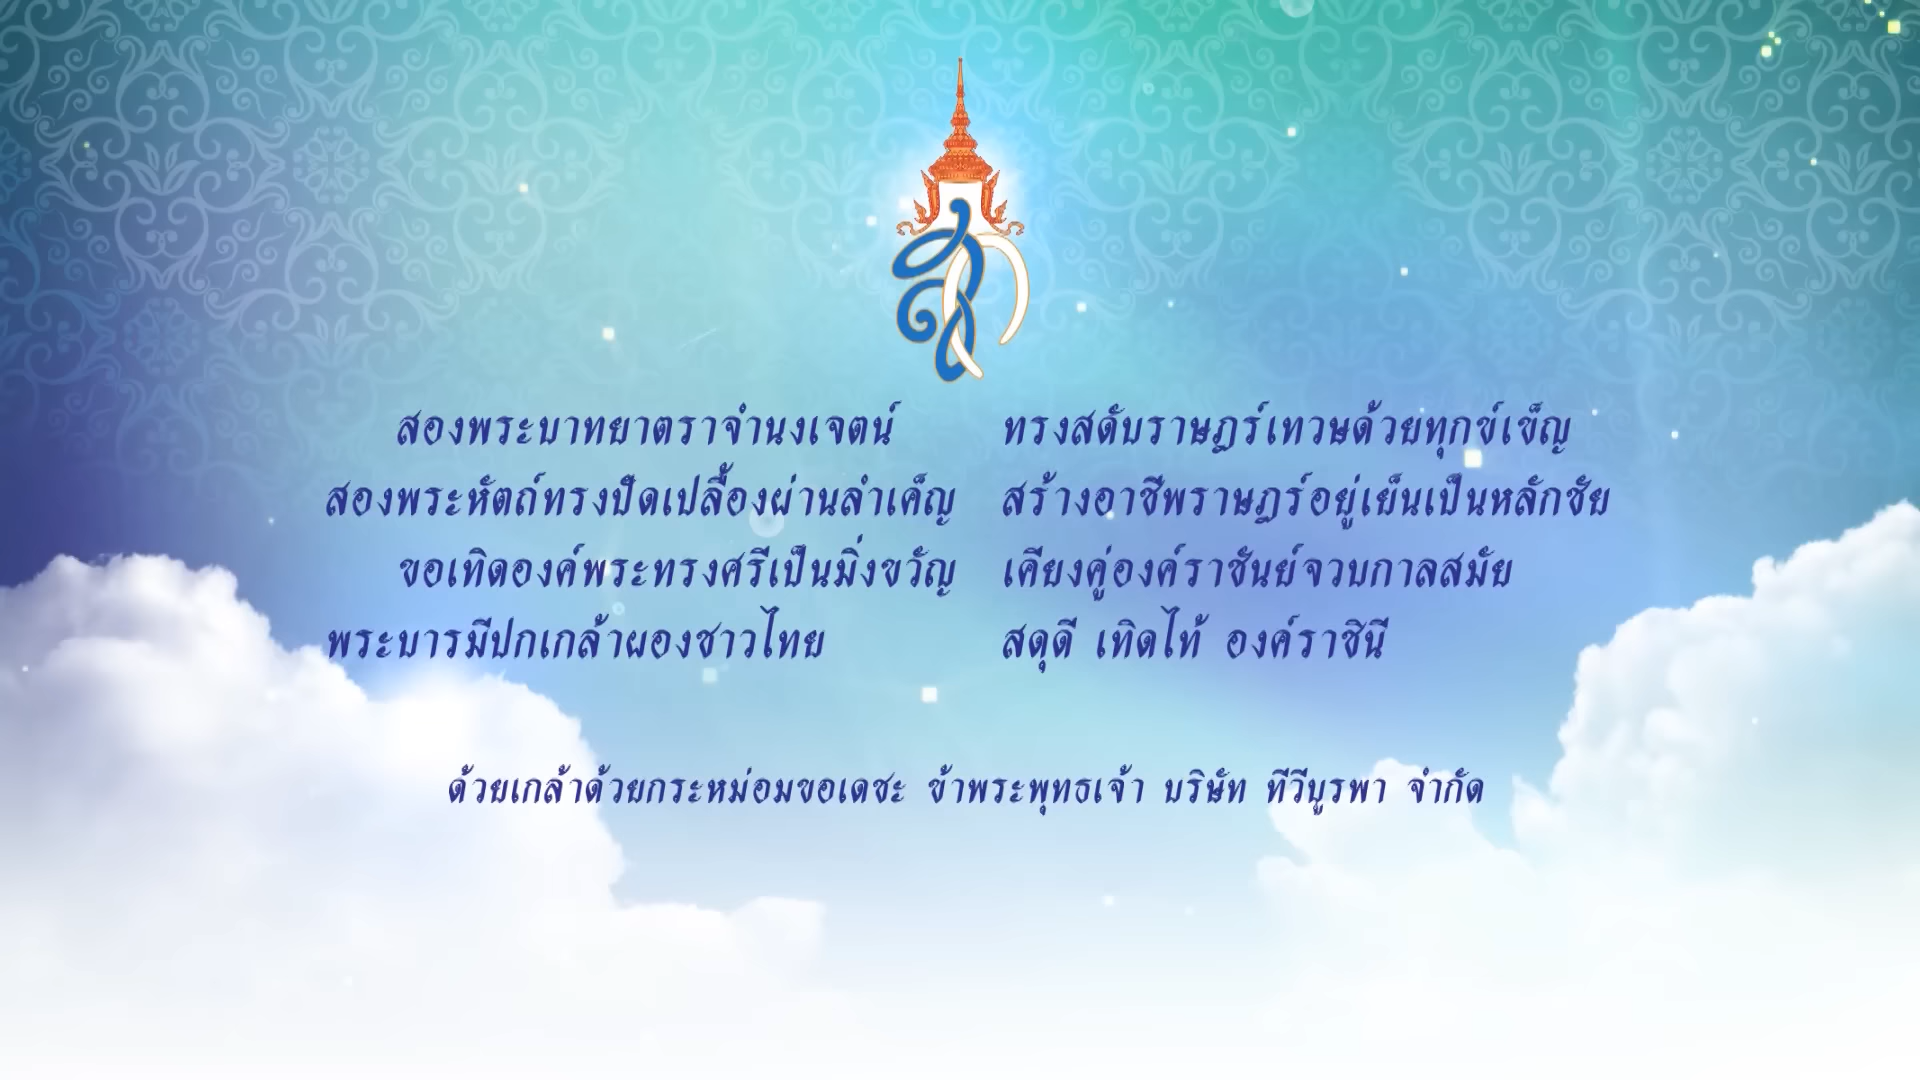 สองพระบาทยาตราจำนงเจตน์ ทรงสดับราษฎร์เทวษด้วยทุกข์เข็ญ
สองพระหัตถ์ทรงปัดเปลื้องผ่านลำเค็ญ สร้างอาชีพราษฎร์อยู่เย็นเป็นหลักชัย
ขอเทิดองค์พระทรงศรีเป็นมิ่งขวัญ เคียงคู่องค์ราชันย์จวบกาลสมัย
พระบารมีปกเกล้าผองชาวไทย สดุดี เทิดไท้ องค์ราชินี
ด้วยเกล้าด้วยกระหม่อมขอเดชะ ข้าพระพุทธเจ้า บริษัท ทีวีบูรพา จำกัด